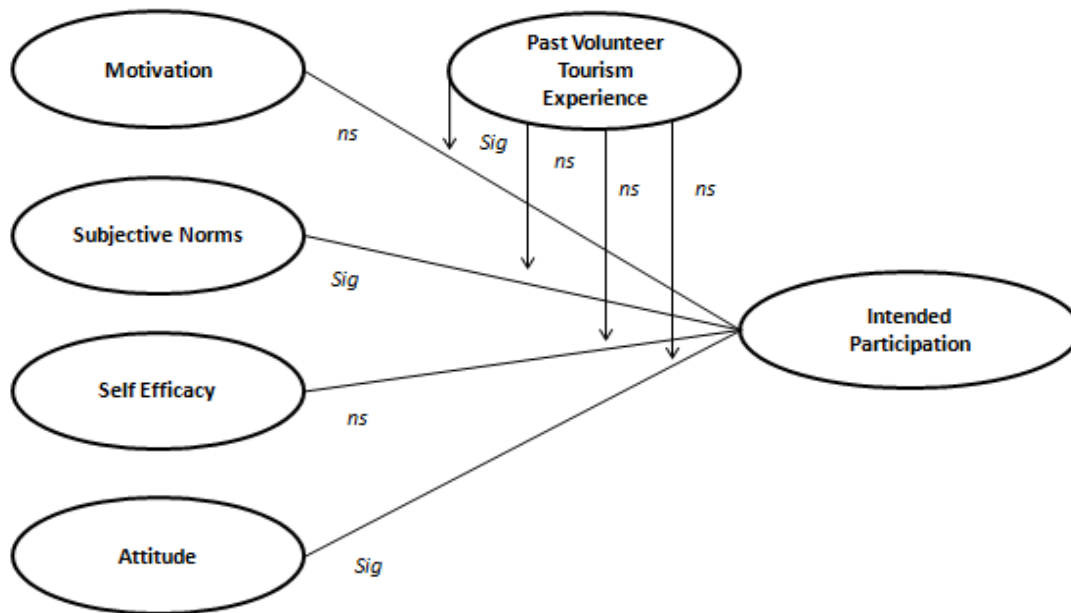 Motivation
Past Volunteer
Tourism
Experience
ns
Sig
ns
ns
ns
Subjective Norms
Sig
Intended
Participation
Self Efficacy
ns
Attitude
Sig